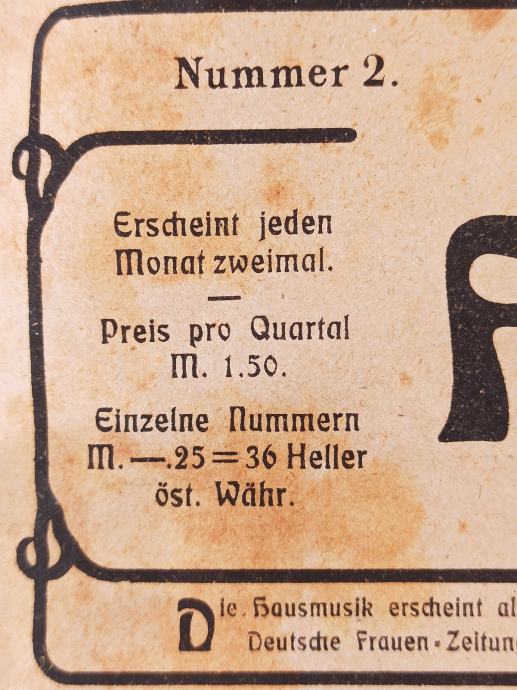 Nummer 2.
Erscheint jeden
Monat zweimal.
—
Preis pro Quartal
M. 1.50.
Einzelne Nummern
M.—.25=36 Heller
öst. Währ.
Die Hausmusik erscheint al
Deutsche Frauen-Zeitun